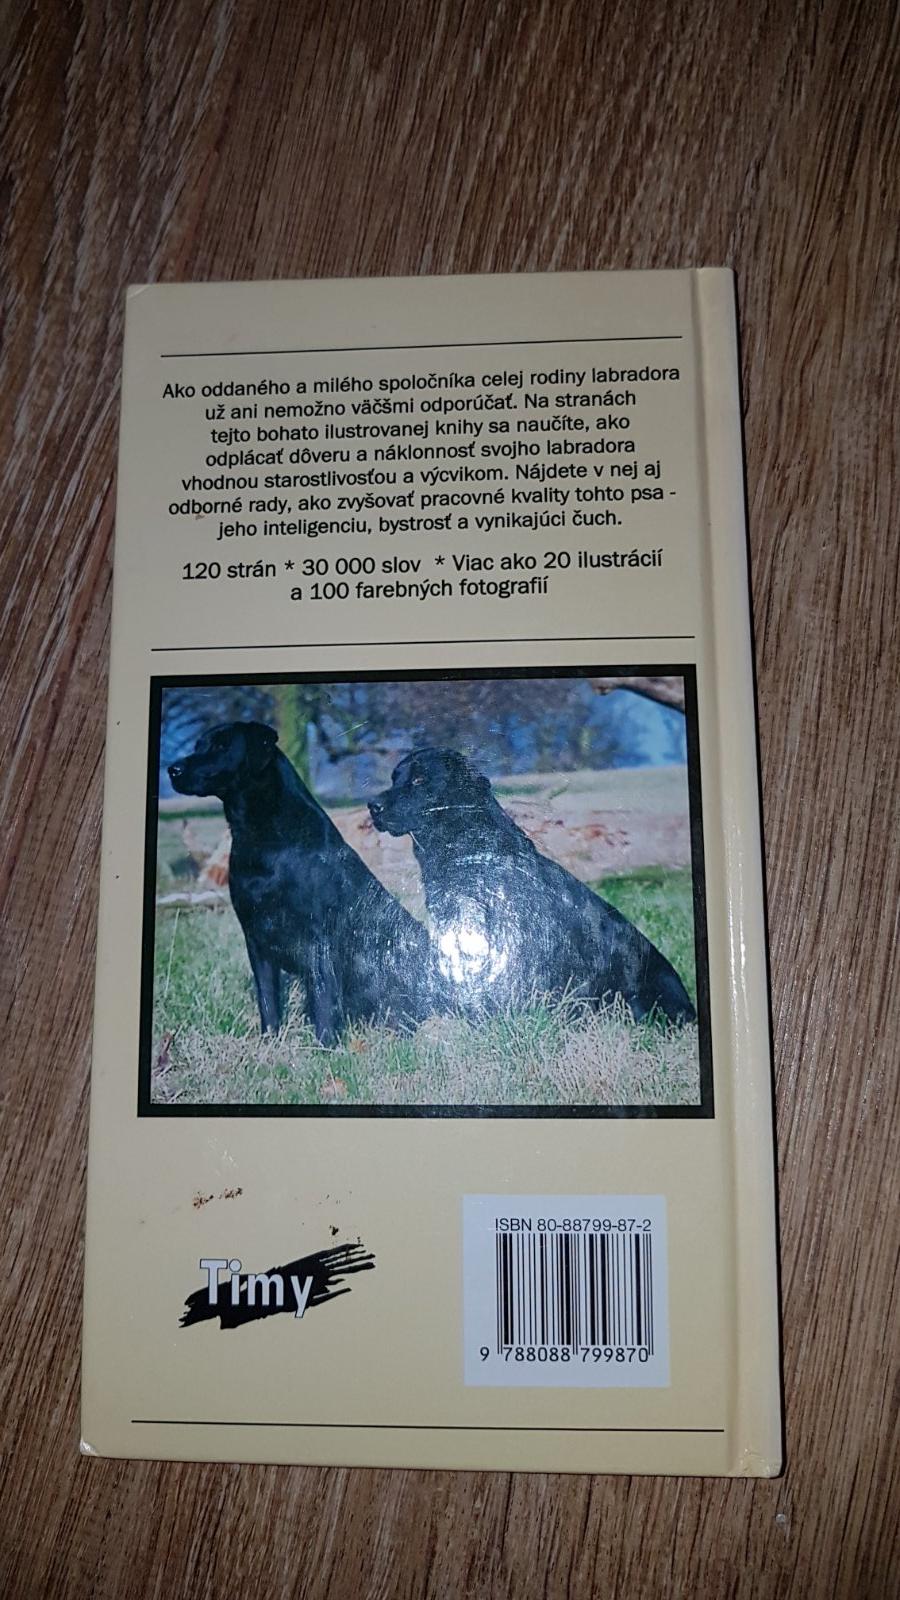 Ako oddaného a milého spoločníka celej rodiny labradora
už ani nemožno väčšmi odporúčať. Na stranách
tejto bohato ilustrovanej knihy sa naučíte, ako
odplácať dôveru a náklonnosť svojho labradora
vhodnou starostlivosťou a výcvikom. Nájdete v nej aj
odborné rady, ako zvyšovať pracovné kvality tohto psa -
jeho inteligenciu, bystrosť a vynikajúci čuch.
120 strán * 30 000 slov * Viac ako 20 ilustrácií
a 100 farebných fotografií
Timy
ISBN 80-88799-87-2
9 788088 799870